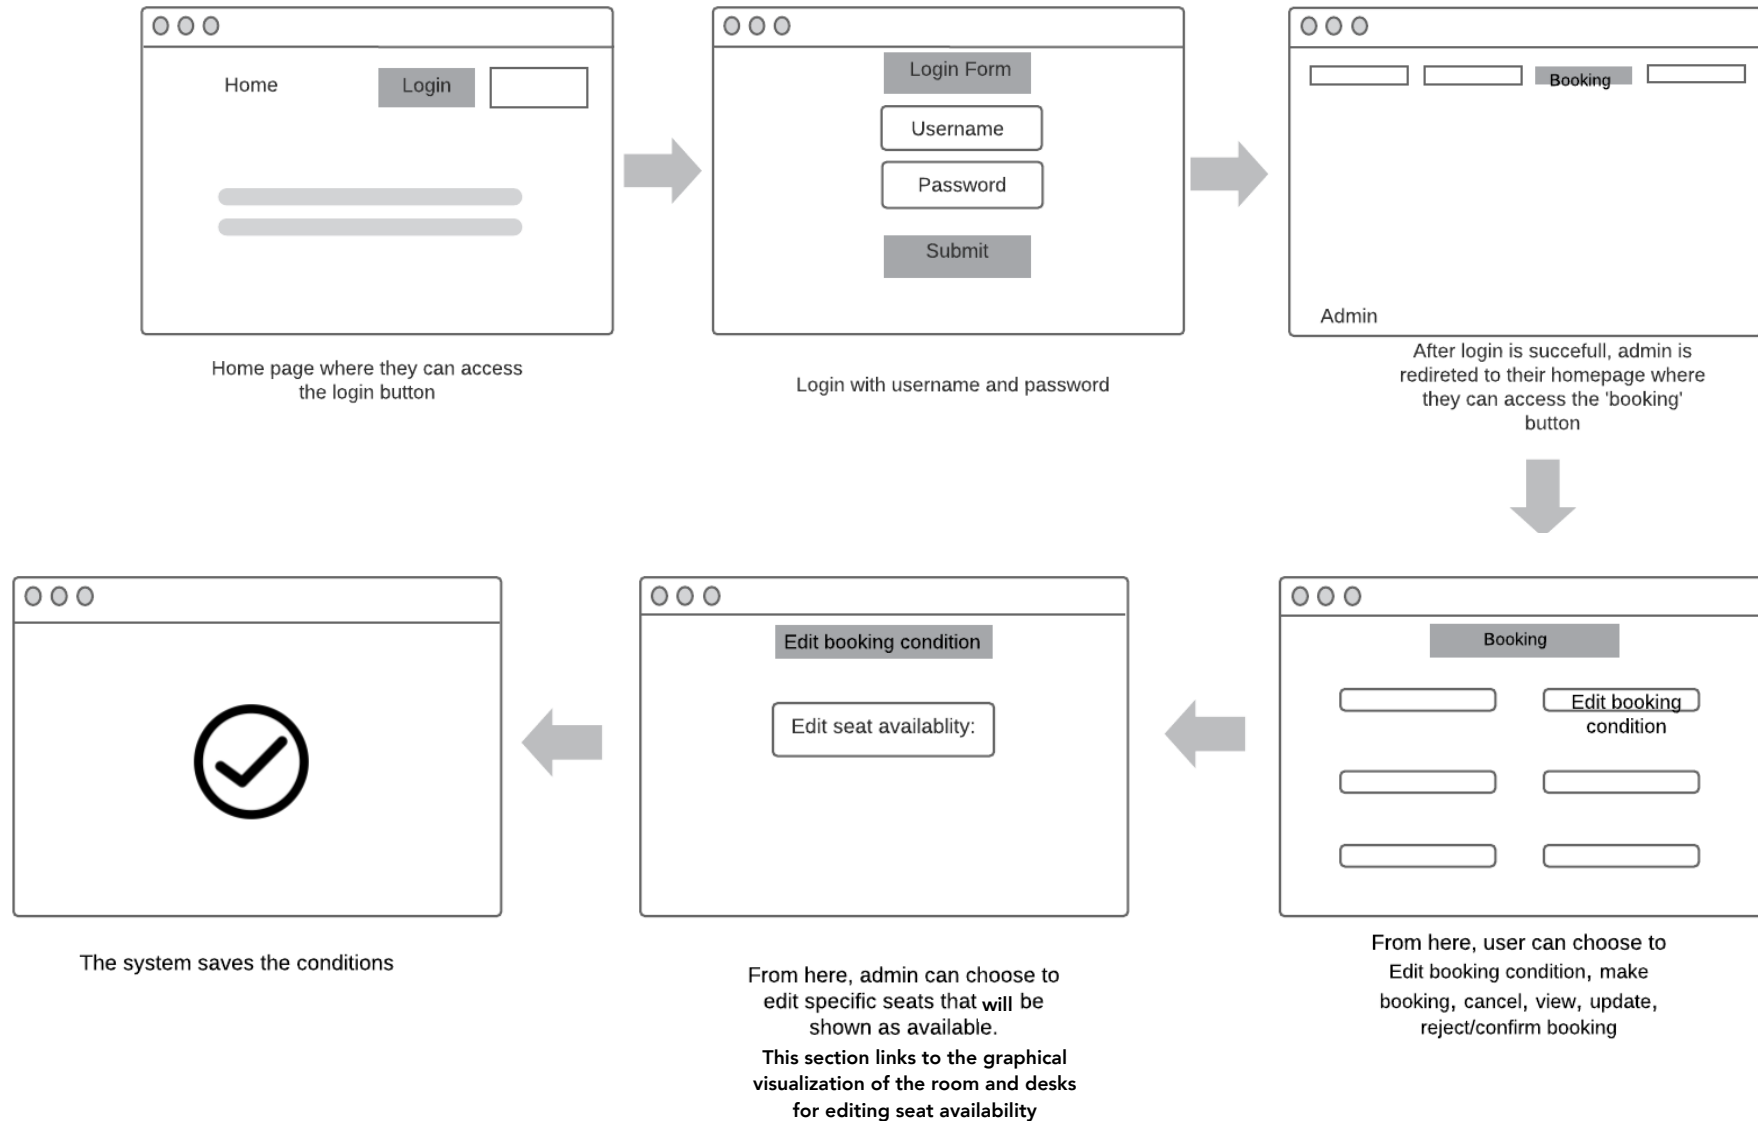 Home
Login
Home page where they can access
the login button
Login Form
Username
Password
Submit
Login with username and password
Booking
Admin
After login is succefull, admin is
redireted to their homepage where
they can access the 'booking'
button
Booking
Edit booking
condition
From here, user can choose to
Edit booking condition, make
booking, cancel, view, update,
reject/confirm booking
Edit booking condition
Edit seat availablity:
From here, admin can choose to
edit specific seats that will be
shown as available.
This section links to the graphical
visualization of the room and desks
for editing seat availability
The system saves the conditions